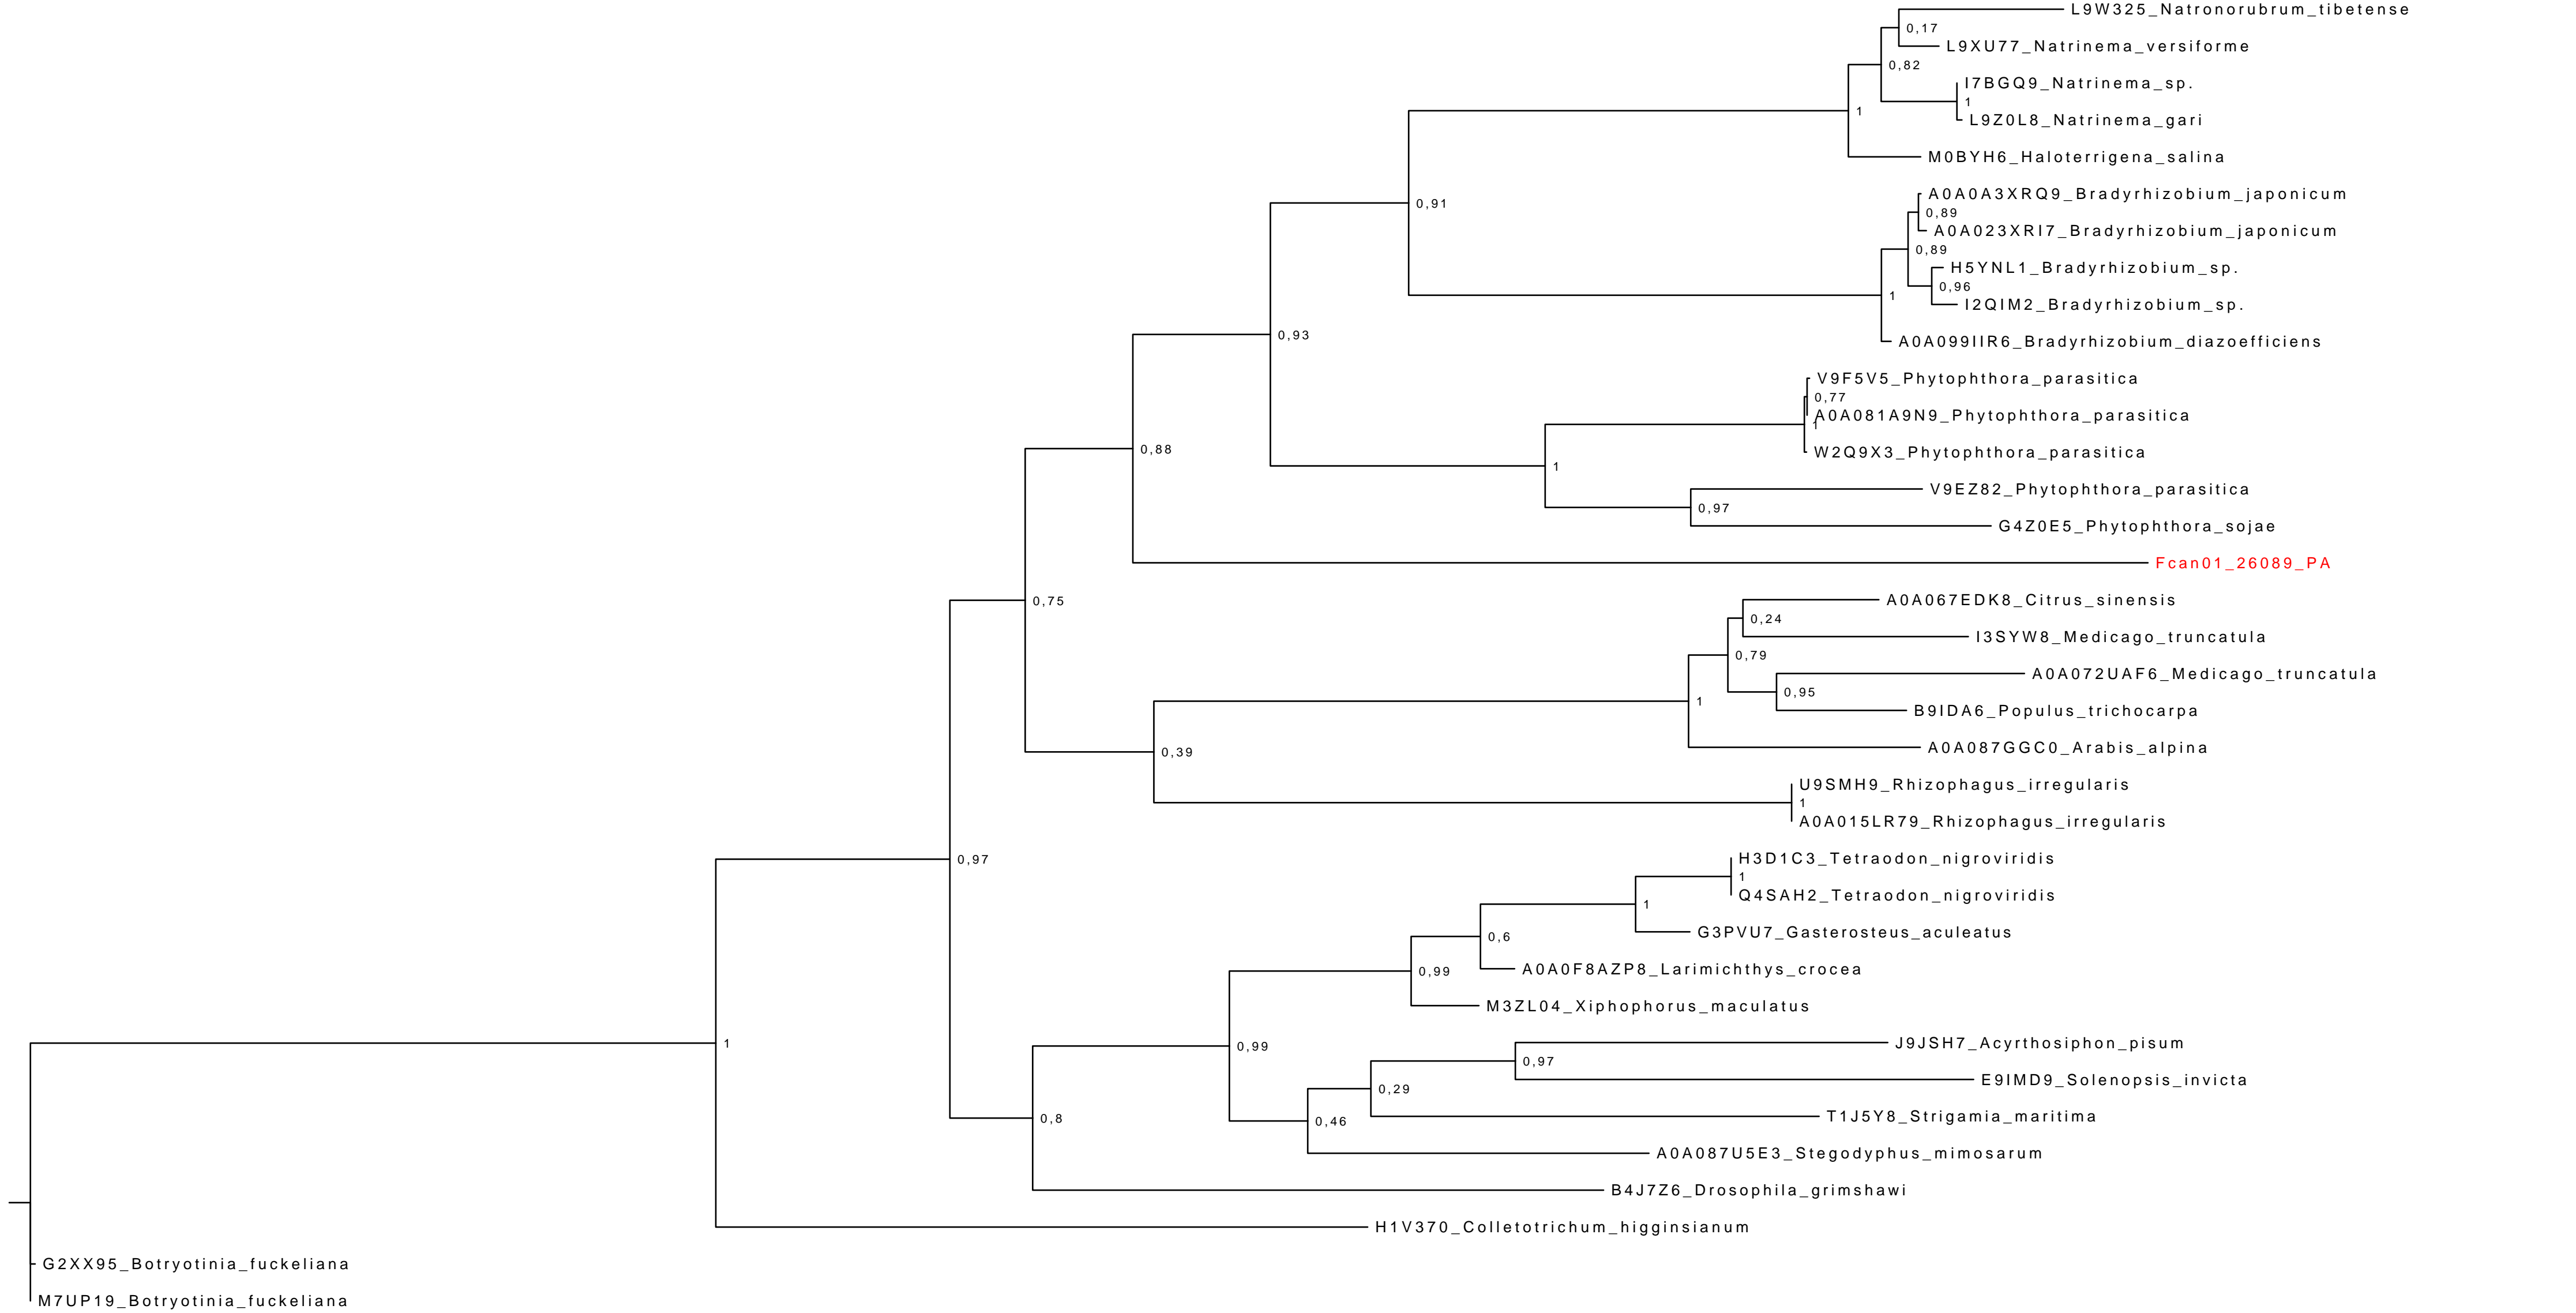 L9W325_Natronorubrum_tibetense
0,17
L9XU77_Natrinema_versiforme
0,82
I7BGQ9_Natrinema_sp.
1
L9Z0L8_Natrinema_gari
1
M0BYH6_Haloterrigena_salina
A0A0A3XRQ9_Bradyrhizobium_japonicum
0,91
0,89
A0A023XRI7_Bradyrhizobium_japonicum
0,89
H5YNL1_Bradyrhizobium_sp.
0,96
1
I2QIM2_Bradyrhizobium_sp.
0,93
A0A099IIR6_Bradyrhizobium_diazoefficiens
V9F5V5_Phytophthora_parasitica
0,77
A0A081A9N9_Phytophthora_parasitica
1
0,88
W2Q9X3_Phytophthora_parasitica
1
V9EZ82_Phytophthora_parasitica
0,97
G4Z0E5_Phytophthora_sojae
Fcan01_26089_PA
0,75
A0A067EDK8_Citrus_sinensis
0,24
I3SYW8_Medicago_truncatula
0,79
A0A072UAF6_Medicago_truncatula
0,95
1
B9IDA6_Populus_trichocarpa
0,39
A0A087GGC0_Arabis_alpina
U9SMH9_Rhizophagus_irregularis
1
A0A015LR79_Rhizophagus_irregularis
0,97
H3D1C3_Tetraodon_nigroviridis
1
Q4SAH2_Tetraodon_nigroviridis
1
G3PVU7_Gasterosteus_aculeatus
0,6
A0A0F8AZP8_Larimichthys_crocea
0,99
M3ZL04_Xiphophorus_maculatus
1
0,99
J9JSH7_Acyrthosiphon_pisum
0,97
E9IMD9_Solenopsis_invicta
0,29
T1J5Y8_Strigamia_maritima
0,8
0,46
A0A087U5E3_Stegodyphus_mimosarum
B4J7Z6_Drosophila_grimshawi
H1V370_Colletotrichum_higginsianum
G2XX95_Botryotinia_fuckeliana
M7UP19_Botryotinia_fuckeliana